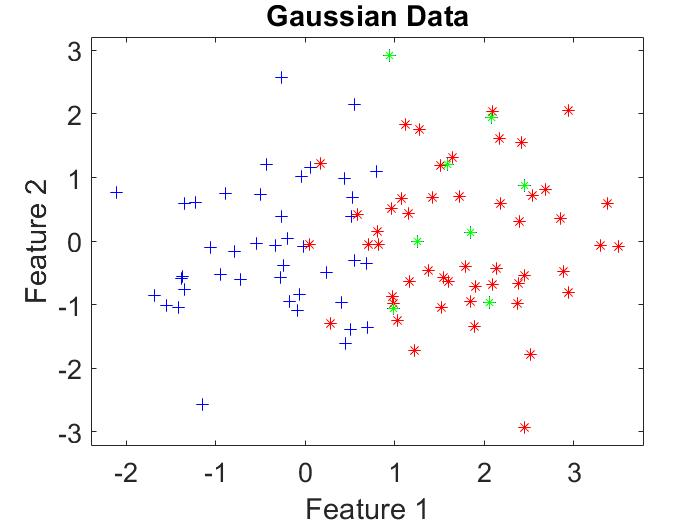 Gaussian Data
3
2
1
0
-1
-2
-3
Feature 2
-2 -1 0 1 2 3
Feature 1